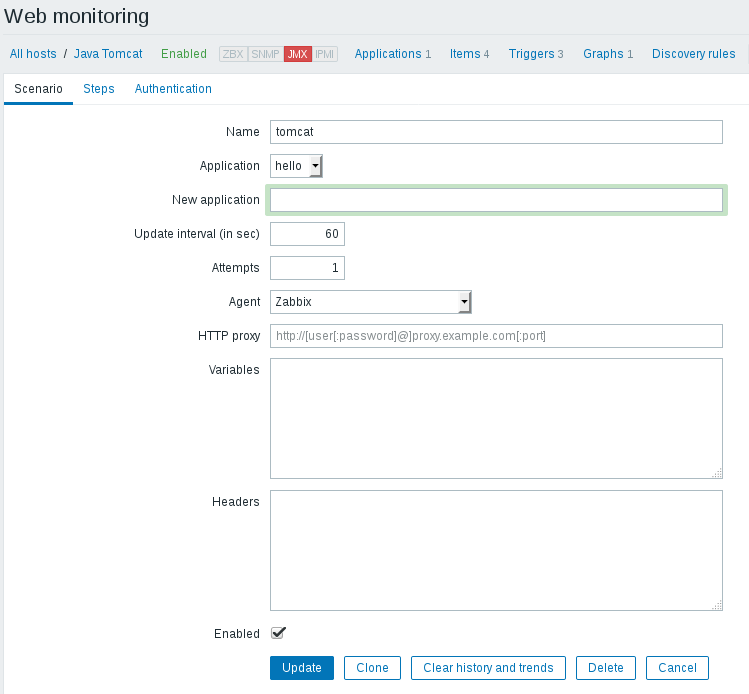 Web monitoring
All hosts / Java Tomcat Enabled ZBX SNMP JMX IPMI Applications 1 Items 4 Triggers 3 Graphs 1 Discovery rules
Scenario Steps Authentication
Name tomcat
Application hello
New application
Update interval (in sec) 60
Attempts 1
Agent Zabbix
HTTP proxy http://[user[:password]@]proxy.example.com[:port]
Variables
Headers
Enabled
Update Clone Clear history and trends Delete Cancel